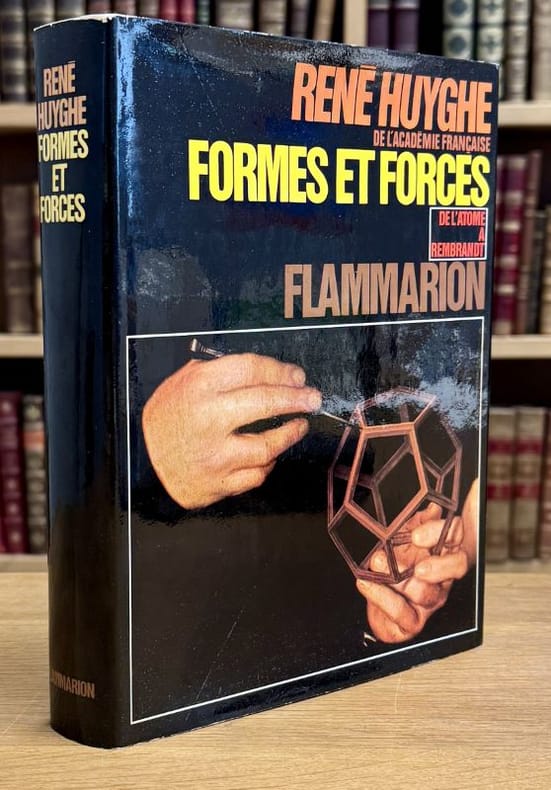 RENÉ
HUYGHE
FORMES
ET
FORCES
RENÉ HUYGHE
DE L'ACADÉMIE FRANÇAISE
FORMES ET FORCES
DE L'ATOME
A
REMBRANDT
FLAMMARION
FLAMMARION